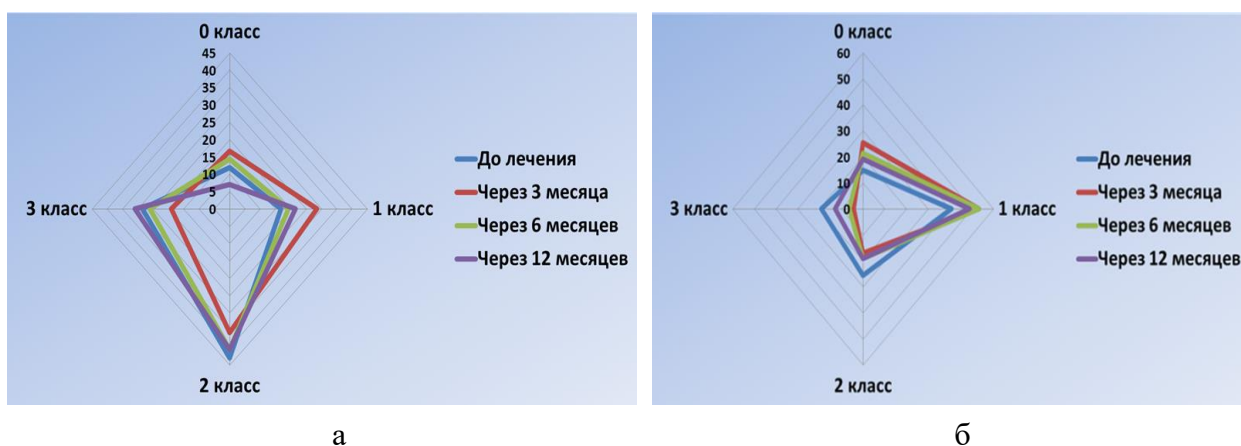 0 класс
45
40
35
30
25
20
15
10
5
0
3 класс
1 класс
2 класс
До лечения
Через 3 месяца
Через 6 месяцев
Через 12 месяцев
а
0 класс
60
50
40
30
20
10
0
3 класс
1 класс
2 класс
До лечения
Через 3 месяца
Через 6 месяцев
Через 12 месяцев
б